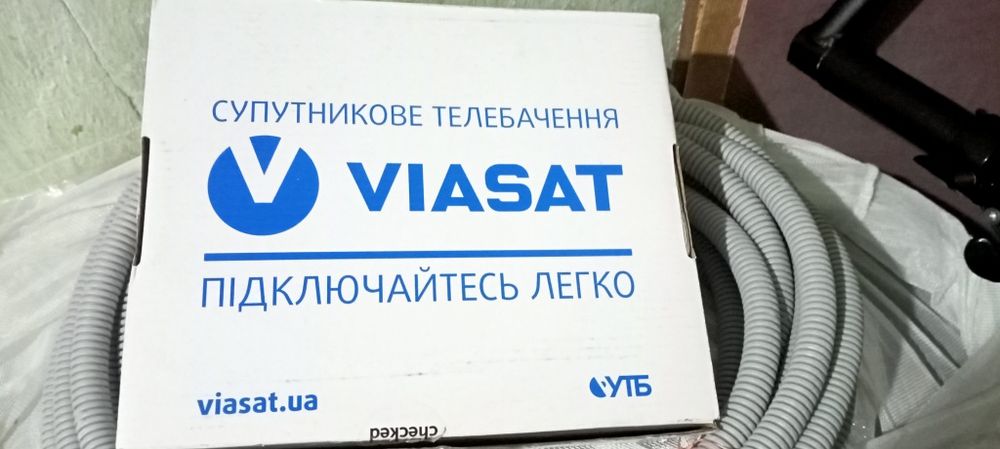 СУПУТНИКОВЕ ТЕЛЕБАЧЕННЯ
VIASAT
ПІДКЛЮЧАЙТЕСЬ ЛЕГКО
viasat.ua
УТБ
checked